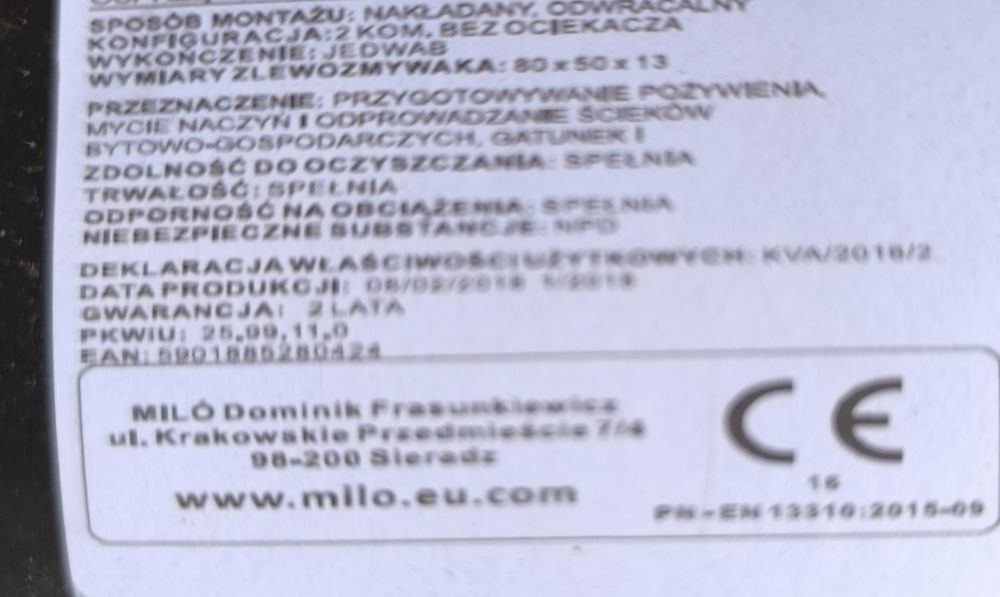 SPOSÓB MONTAŻU: NAKŁADANY, ODWRACALNY
KONFIGURACJA: 2 KOM. BEZ OCIEKACZA
WYKOŃCZENIE: JEDWAB
WYMIARY ZLEWOZMYWAKA: 80 x 50 x 13
PRZEZNACZENIE: PRZYGOTOWYWANIE POŻYWIENIA,
MYCIE NACZYŃ I ODPROWADZANIE ŚCIEKÓW
BYTOWO-GOSPODARCZYCH, GATUNEK I
ZDOLNOŚĆ DO OCZYSZCZANIA: SPEŁNIA
TRWAŁOŚĆ: SPEŁNIA
ODPORNOŚĆ NA OBCIĄŻENIA: SPEŁNIA
NIEBEZPIECZNE SUBSTANCJE: NPD
DEKLARACJA WŁAŚCIWOŚCI UŻYTKOWYCH: KVA/2016/2
DATA PRODUKCJI:
GWARANCJA: 2 LATA
PKWiU: 25.99.11.0
EAN: 5901885280424
MILÓ Dominik Frasunkiewicz
ul. Krakowskie Przedmieście 7/4
98-200 Sieradz
www.milo.eu.com
CE
16
PN-EN 13310:2015-09